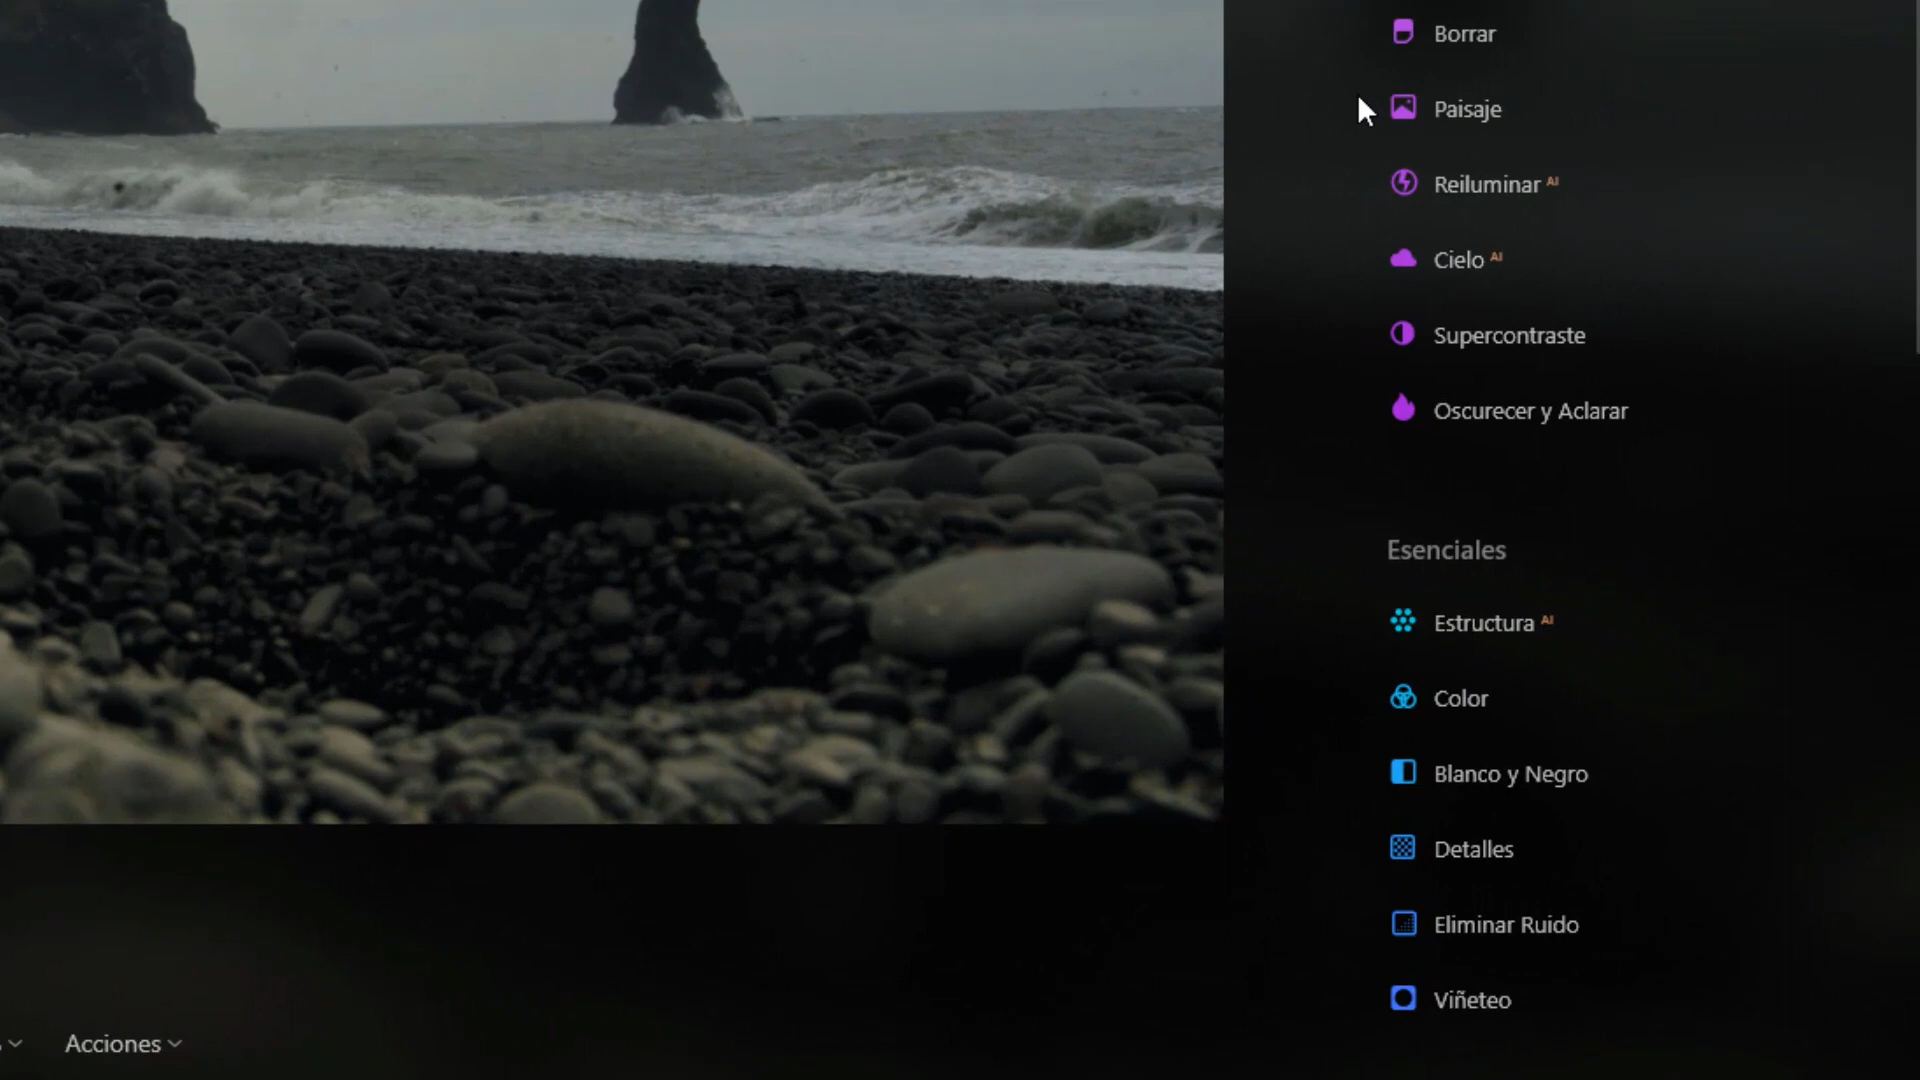 Borrar
Paisaje
Reiluminar AI
Cielo AI
Supercontraste
Oscurecer y Aclarar
Esenciales
Estructura AI
Color
Blanco y Negro
Detalles
Eliminar Ruido
Viñeteo
Acciones